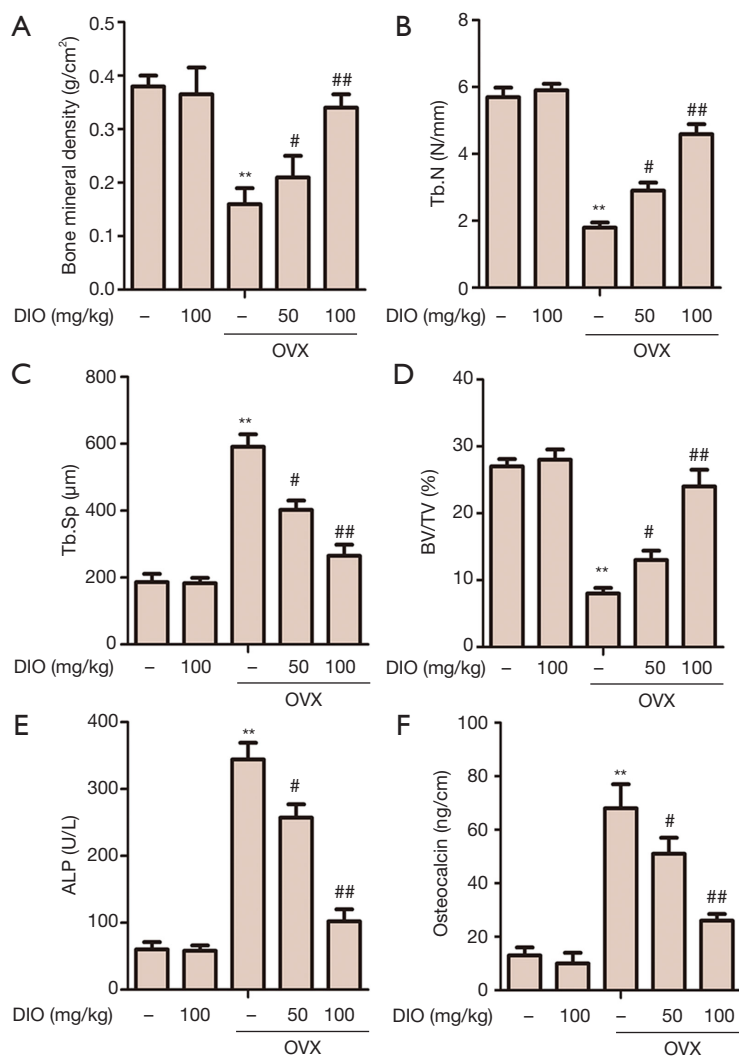 A
Bone mineral density (g/cm²)
0.5
0.4
0.3
0.2
0.1
0.0
**
#
##
DIO (mg/kg) – 100 – 50 100
OVX
B
Tb.N (N/mm)
8
6
4
2
0
**
#
##
DIO (mg/kg) – 100 – 50 100
OVX
C
Tb.Sp (µm)
800
600
400
200
0
**
#
##
DIO (mg/kg) – 100 – 50 100
OVX
D
BV/TV (%)
40
30
20
10
0
**
#
##
DIO (mg/kg) – 100 – 50 100
OVX
E
ALP (U/L)
400
300
200
100
0
**
#
##
DIO (mg/kg) – 100 – 50 100
OVX
F
Osteocalcin (ng/cm)
100
80
60
40
20
0
**
#
##
DIO (mg/kg) – 100 – 50 100
OVX